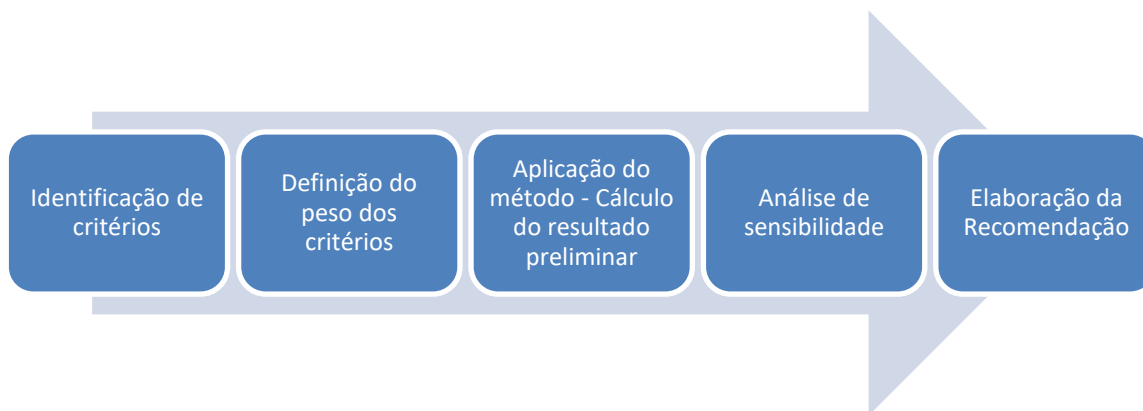 Identificação de
critérios
Definição do
peso dos
critérios
Aplicação do
método - Cálculo
do resultado
preliminar
Análise de
sensibilidade
Elaboração da
Recomendação